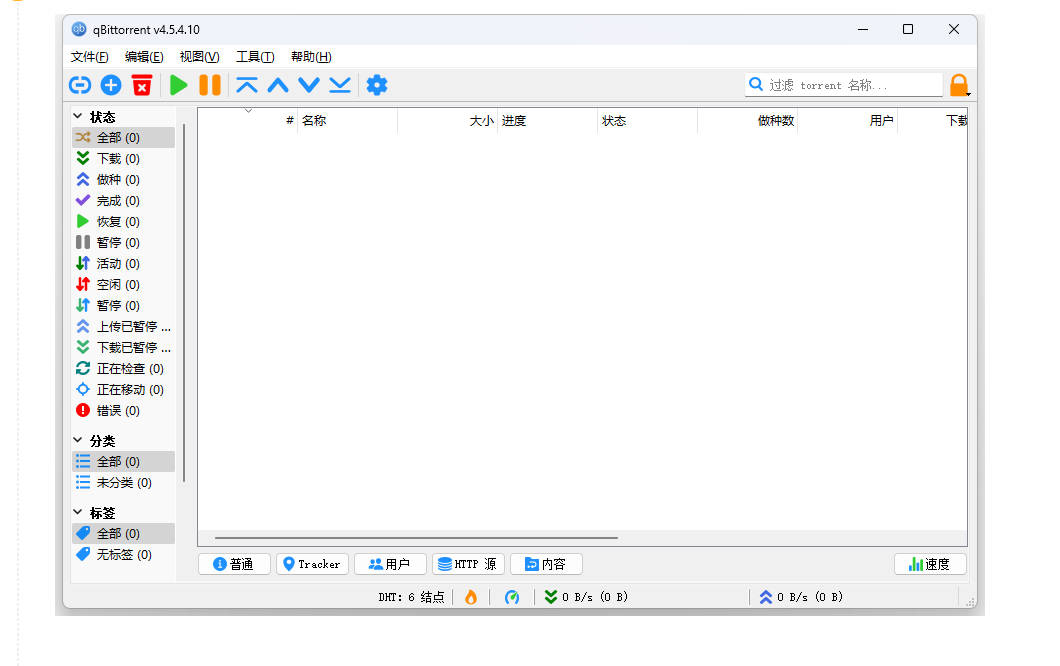 qBittorrent v4.5.4.10
文件(F) 编辑(E) 视图(V) 工具(T) 帮助(H)
过滤 torrent 名称...
状态
全部 (0)
下载 (0)
做种 (0)
完成 (0)
恢复 (0)
暂停 (0)
活动 (0)
空闲 (0)
暂停 (0)
上传已暂停 ...
下载已暂停 ...
正在检查 (0)
正在移动 (0)
错误 (0)
分类
全部 (0)
未分类 (0)
标签
全部 (0)
无标签 (0)
# 名称 大小 进度 状态 做种数 用户 下载
普通 Tracker 用户 HTTP 源 内容 速度
DHT: 6 结点 0 B/s (0 B) 0 B/s (0 B)